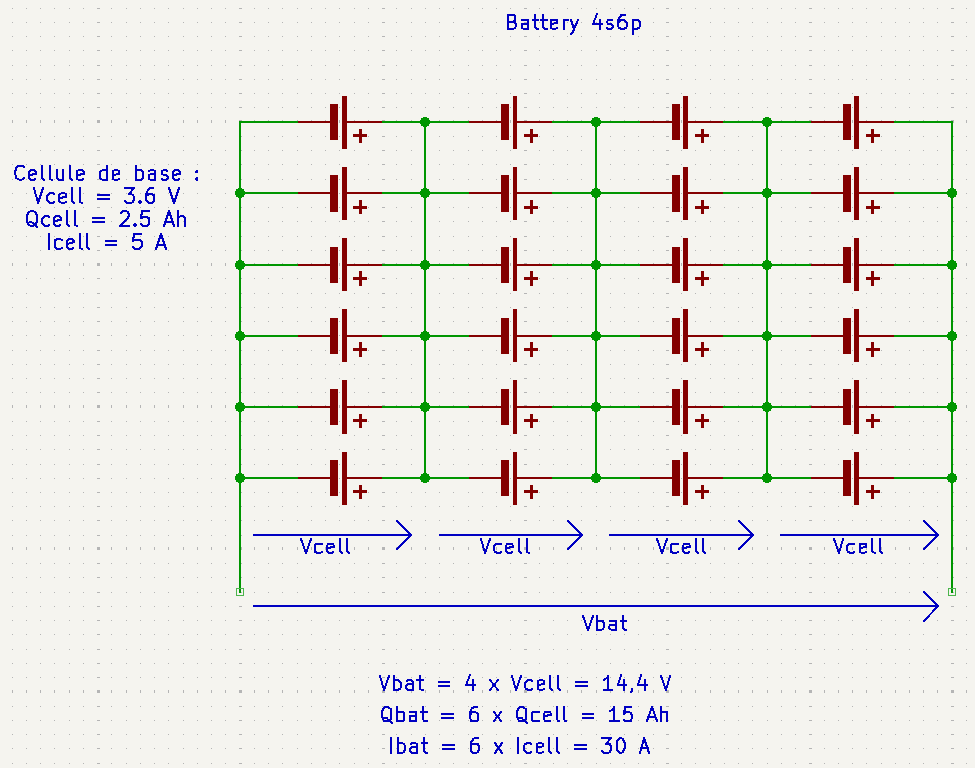 Battery 4s6p
Cellule de base :
Vcell = 3.6 V
Qcell = 2.5 Ah
Icell = 5 A
Vcell Vcell Vcell Vcell
Vbat
Vbat = 4 x Vcell = 14,4 V
Qbat = 6 x Qcell = 15 Ah
Ibat = 6 x Icell = 30 A